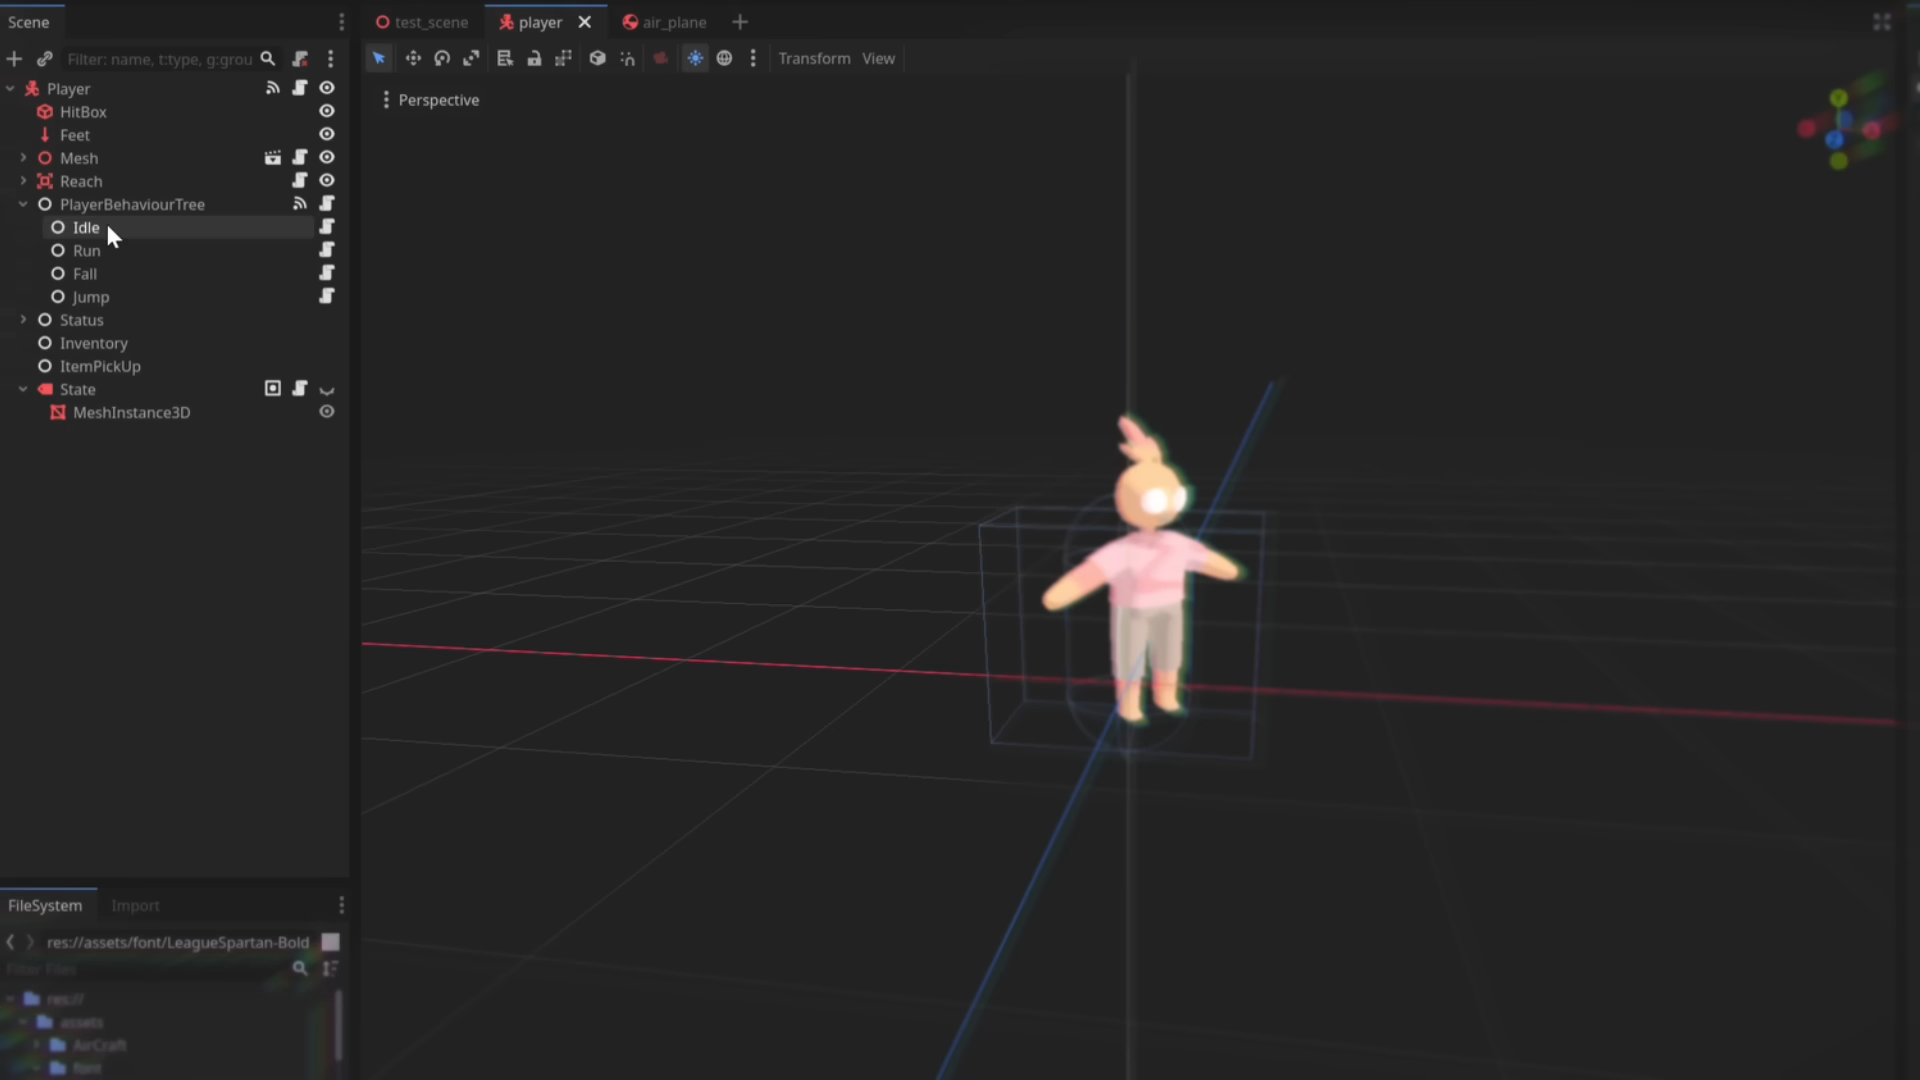 Scene
test_scene
player
air_plane
Filter: name, t:type, g:grou
Transform
View
Perspective
Player
HitBox
Feet
Mesh
Reach
PlayerBehaviourTree
Idle
Run
Fall
Jump
Status
Inventory
ItemPickUp
State
MeshInstance3D
FileSystem
Import
res://assets/font/LeagueSpartan-Bold
Filter Files
res://
assets
AirCraft
font